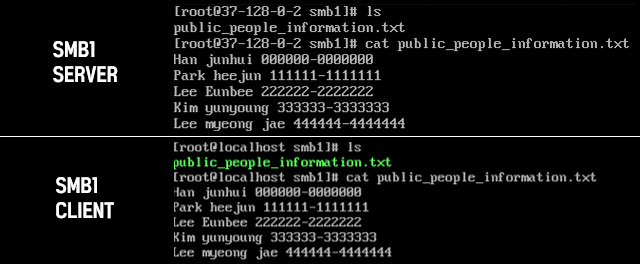 SMB1
SERVER
[root@37-128-0-2 smb1]# ls
public_people_information.txt
[root@37-128-0-2 smb1]# cat public_people_information.txt
Han junhui 000000-0000000
Park heejun 111111-1111111
Lee Eunbee 222222-2222222
Kim yunyoung 333333-3333333
Lee myeong jae 444444-4444444
SMB1
CLIENT
[root@localhost smb1]# ls
public_people_information.txt
[root@localhost smb1]# cat public_people_information.txt
Han junhui 000000-0000000
Park heejun 111111-1111111
Lee Eunbee 222222-2222222
Kim yunyoung 333333-3333333
Lee myeong jae 444444-4444444